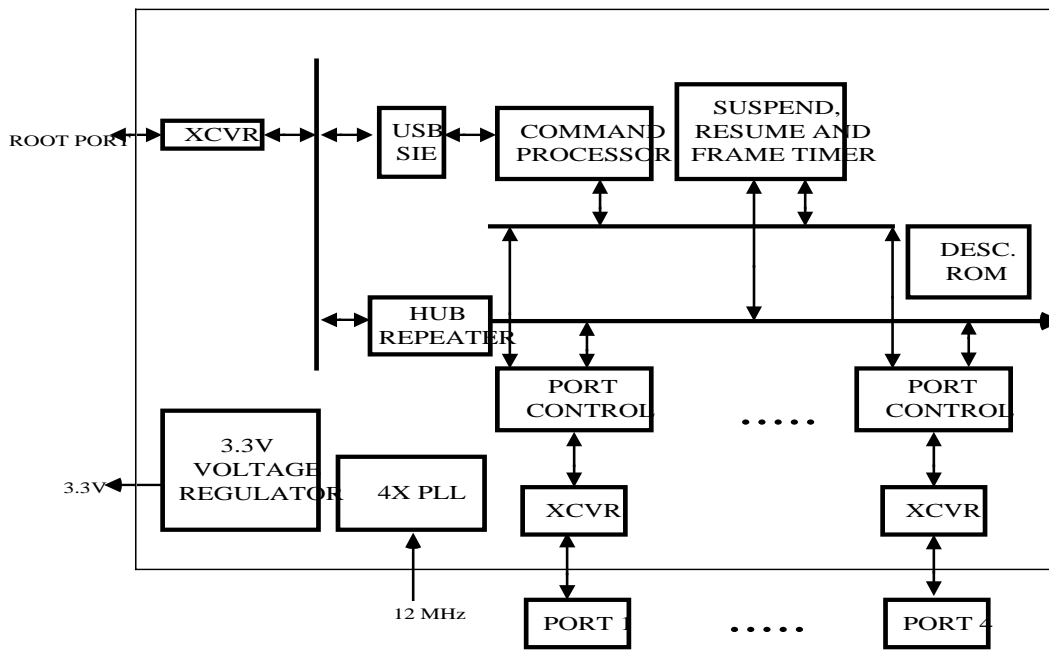 ROOT PORT
XCVR
USB
SIE
COMMAND
PROCESSOR
SUSPEND,
RESUME AND
FRAME TIMER
DESC.
ROM
HUB
REPEATER
PORT
CONTROL
.....
PORT
CONTROL
3.3V
VOLTAGE
REGULATOR
3.3V
4X PLL
12 MHz
XCVR
XCVR
PORT 1
.....
PORT 4